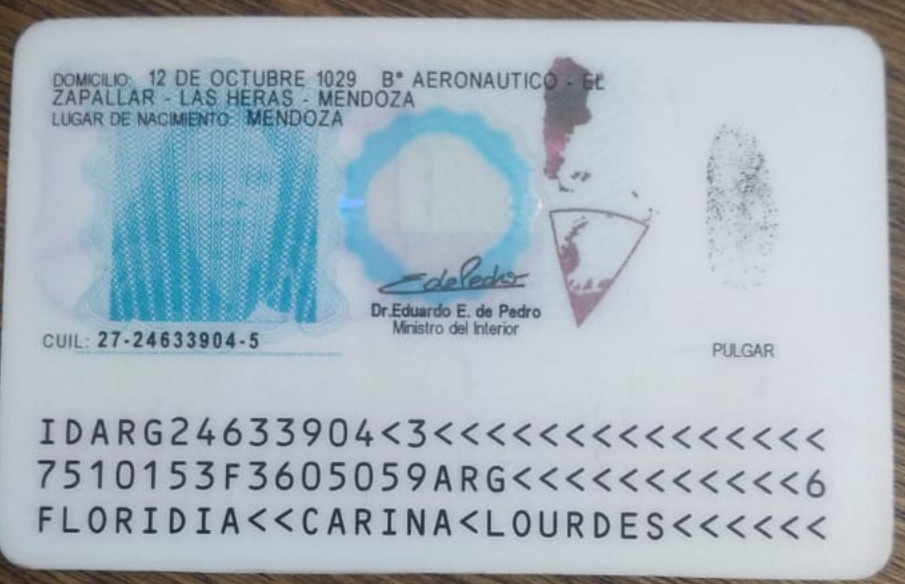 DOMICILIO: 12 DE OCTUBRE 1029 B° AERONAUTICO - EL
ZAPALLAR - LAS HERAS - MENDOZA
LUGAR DE NACIMIENTO: MENDOZA
EdePedro
Dr.Eduardo E. de Pedro
Ministro del Interior
CUIL: 27-24633904-5
PULGAR
IDARG24633904<3<<<<<<<<<<<<<<<
7510153F3605059ARG<<<<<<<<<<<6
FLORIDIA<<CARINA<LOURDES<<<<<<